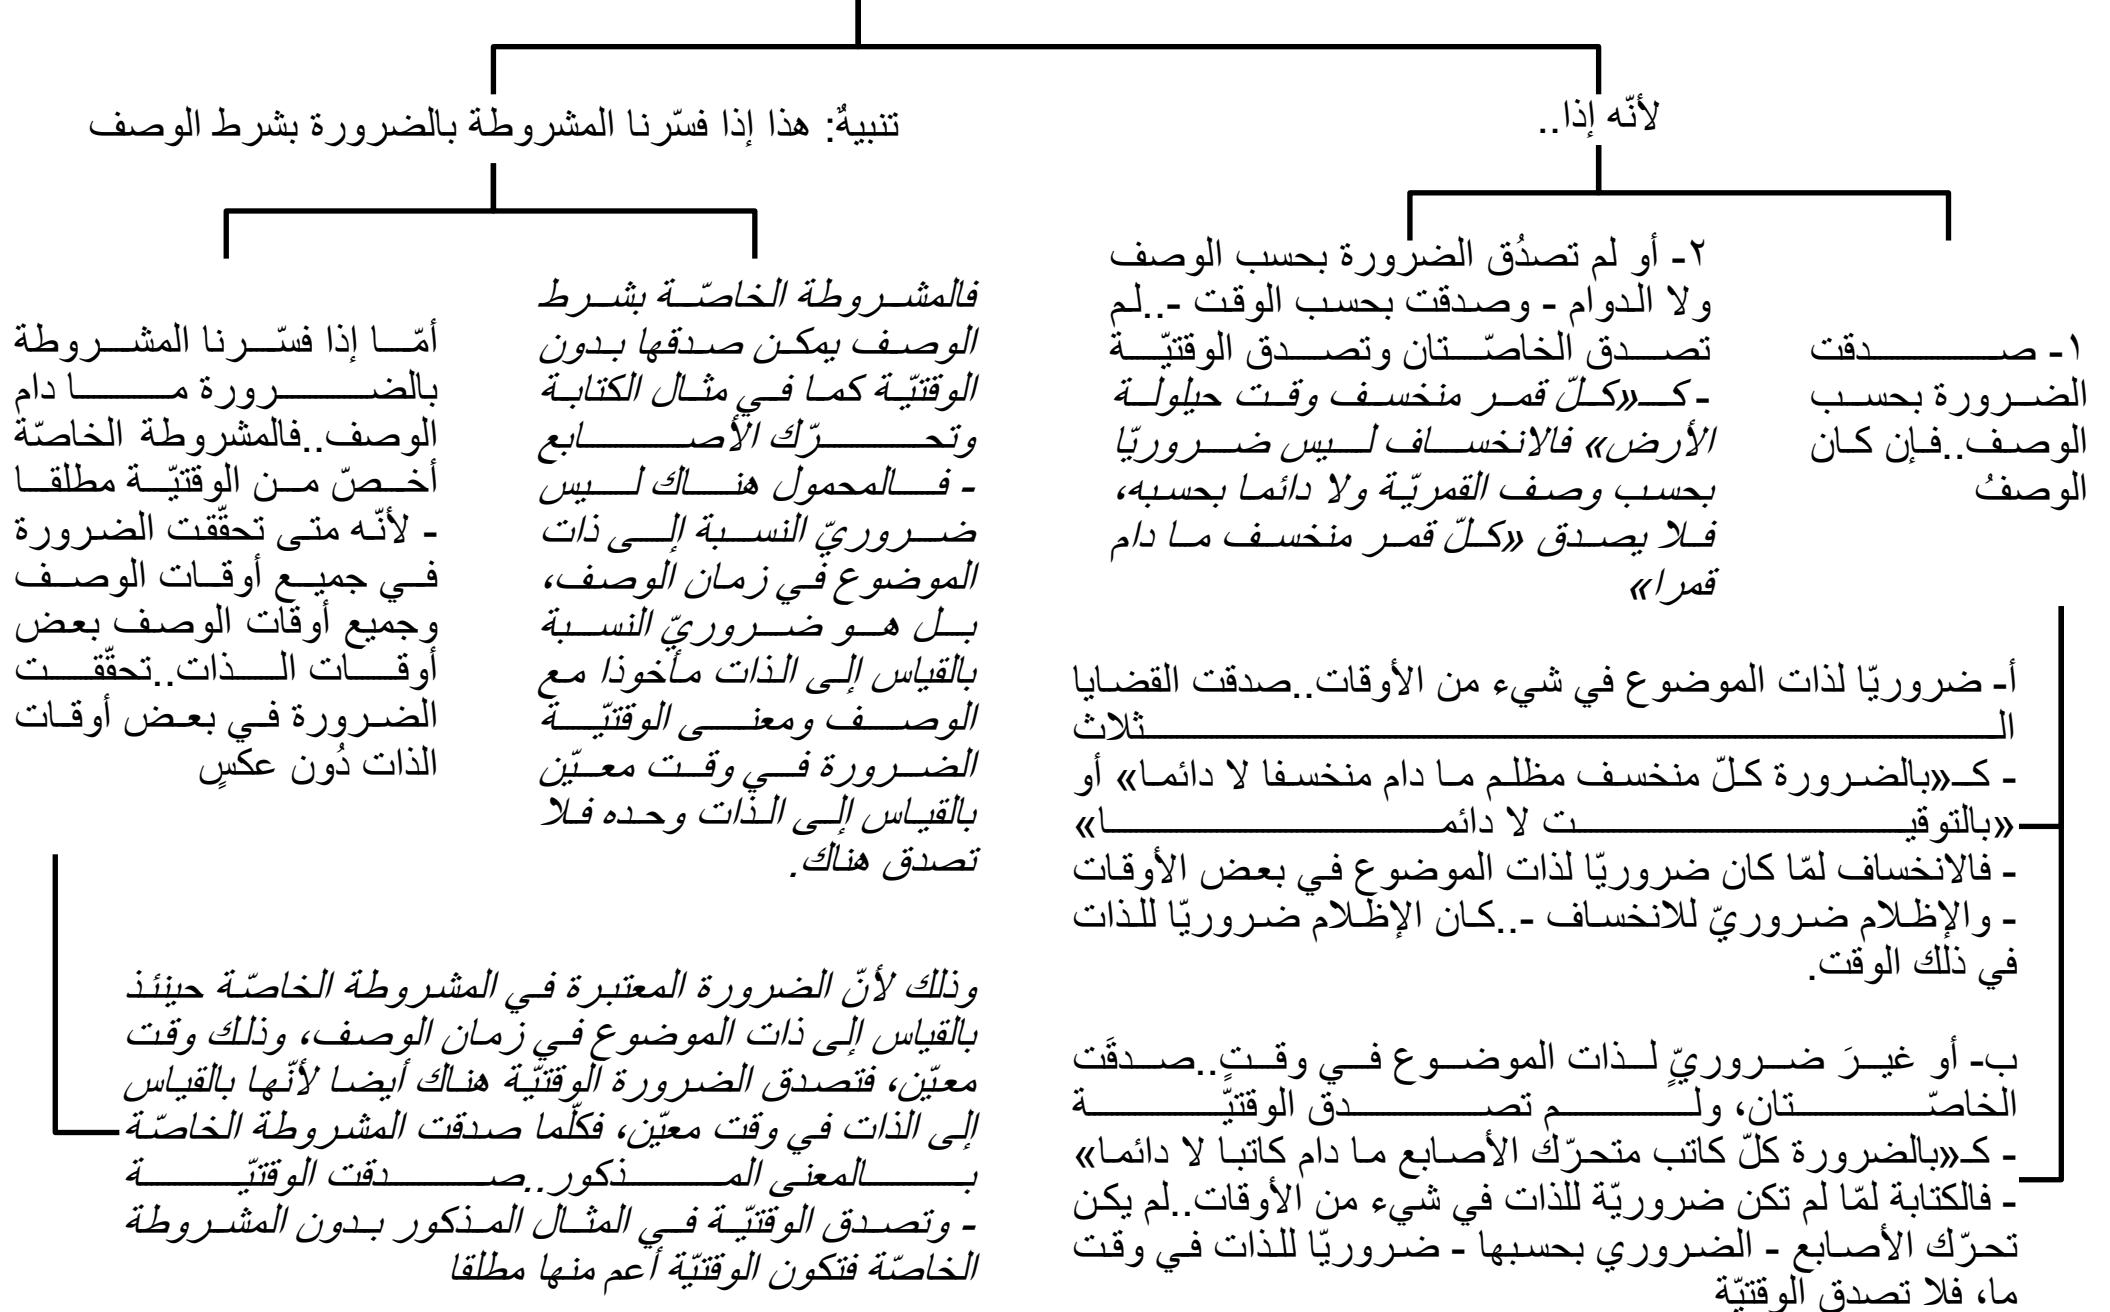 لأنّه إذا..
١- صدقت
الضرورة بحسب
الوصف..فإن كان
الوصفُ
أ- ضروريّا لذات الموضوع في شيء من الأوقات..صدقت القضايا
الثلاث
- كـ«بالضرورة كلّ منخسف مظلم ما دام منخسفا لا دائما» أو
«بالتوقيت لا دائما»
- فالانخساف لمّا كان ضروريّا لذات الموضوع في بعض الأوقات
- والإظلام ضروريّ للانخساف -..كان الإظلام ضروريّا للذات
في ذلك الوقت.
ب- أو غيرَ ضروريٍّ لذات الموضوع في وقتٍ..صدقَت
الخاصّتان، ولم تصدق الوقتيّة
- كـ«بالضرورة كلّ كاتب متحرّك الأصابع ما دام كاتبا لا دائما»
- فالكتابة لمّا لم تكن ضروريّة للذات في شيء من الأوقات..لم يكن
تحرّك الأصابع - الضروري بحسبها - ضروريّا للذات في وقت
ما، فلا تصدق الوقتيّة
٢- أو لم تصدُق الضرورة بحسب الوصف
ولا الدوام - وصدقت بحسب الوقت -..لم
تصدق الخاصّتان وتصدق الوقتيّة
- كـ«كلّ قمر منخسف وقت حيلولة
الأرض» فالانخساف ليس ضروريّا
بحسب وصف القمريّة ولا دائما بحسبه،
فلا يصدق «كلّ قمر منخسف ما دام
قمرا»
تنبيهٌ: هذا إذا فسّرنا المشروطة بالضرورة بشرط الوصف
فالمشروطة الخاصّة بشرط
الوصف يمكن صدقها بدون
الوقتيّة كما في مثال الكتابة
وتحرّك الأصابع
- فالمحمول هناك ليس
ضروريّ النسبة إلى ذات
الموضوع في زمان الوصف،
بل هو ضروريّ النسبة
بالقياس إلى الذات مأخوذا مع
الوصف ومعنى الوقتيّة
الضرورة في وقت معيّن
بالقياس إلى الذات وحده فلا
تصدق هناك.
أمّا إذا فسّرنا المشروطة
بالضرورة ما دام
الوصف..فالمشروطة الخاصّة
أخصّ من الوقتيّة مطلقا
- لأنّه متى تحقّقت الضرورة
في جميع أوقات الوصف
وجميع أوقات الوصف بعض
أوقات الذات..تحقّقت
الضرورة في بعض أوقات
الذات دُون عكسٍ
وذلك لأنّ الضرورة المعتبرة في المشروطة الخاصّة حينئذ
بالقياس إلى ذات الموضوع في زمان الوصف، وذلك وقت
معيّن، فتصدق الضرورة الوقتيّة هناك أيضا لأنّها بالقياس
إلى الذات في وقت معيّن، فكلّما صدقت المشروطة الخاصّة
بالمعنى المذكور..صدقت الوقتيّة
- وتصدق الوقتيّة في المثال المذكور بدون المشروطة
الخاصّة فتكون الوقتيّة أعم منها مطلقا